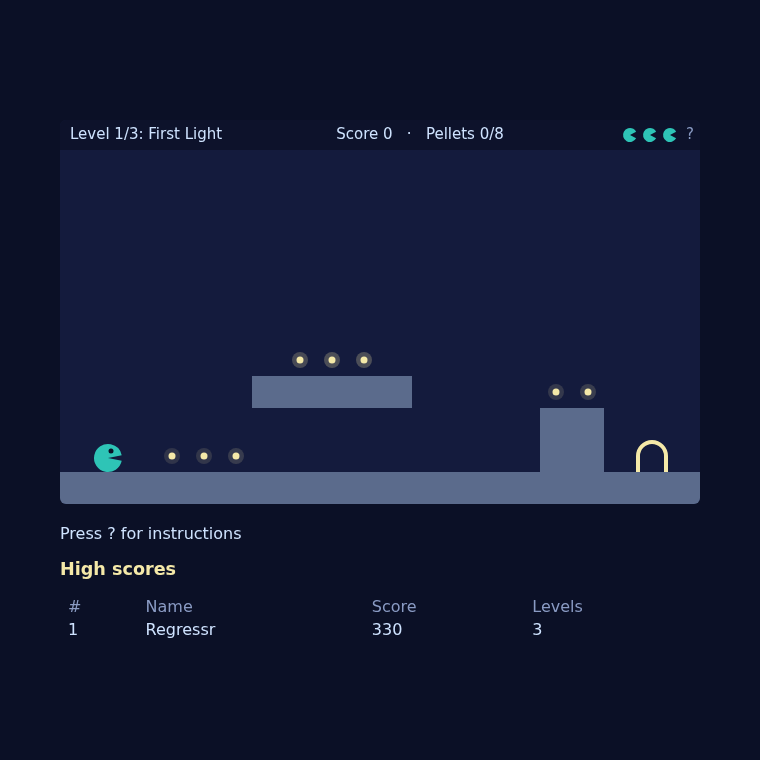 Level 1/3: First Light Score 0 · Pellets 0/8 ?
Press ? for instructions
High scores
# Name Score Levels
1 Regressr 330 3